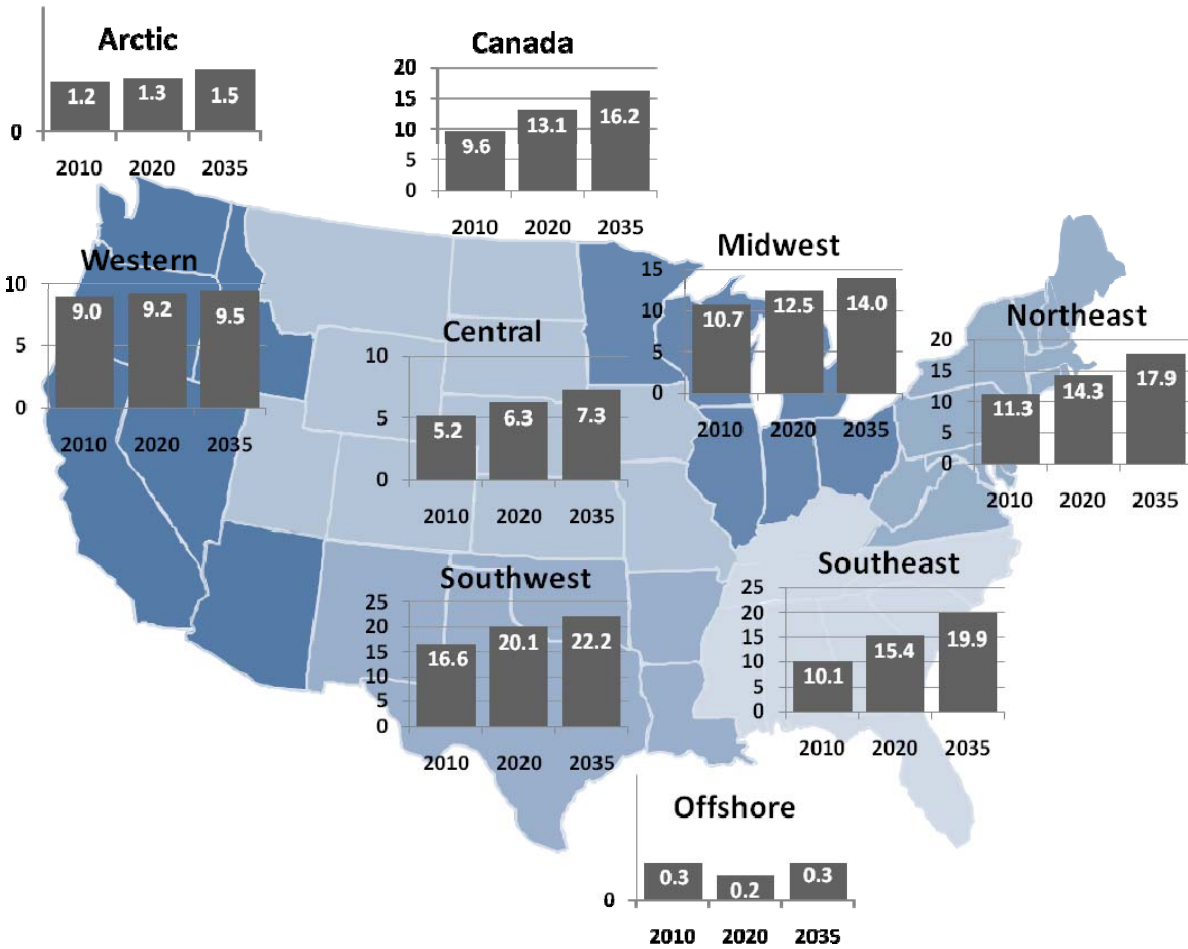 Arctic
1.2 1.3 1.5
0
2010 2020 2035
Canada
20
15
10
5
0
9.6 13.1 16.2
2010 2020 2035
Western
10
5
0
9.0 9.2 9.5
2010 2020 2035
Central
10
5
0
5.2 6.3 7.3
2010 2020 2035
Midwest
15
10
5
0
10.7 12.5 14.0
2010 2020 2035
Northeast
20
15
10
5
0
11.3 14.3 17.9
2010 2020 2035
Southwest
25
20
15
10
5
0
16.6 20.1 22.2
2010 2020 2035
Southeast
25
20
15
10
5
0
10.1 15.4 19.9
2010 2020 2035
Offshore
0.3 0.2 0.3
0
2010 2020 2035